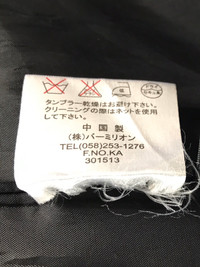 タンブラー乾燥はお避け下さい。
クリーニングの際はネットを使用
して下さい。
中国製
(株)バーミリオン
TEL(058)253-1276
F.NO.KA
301513